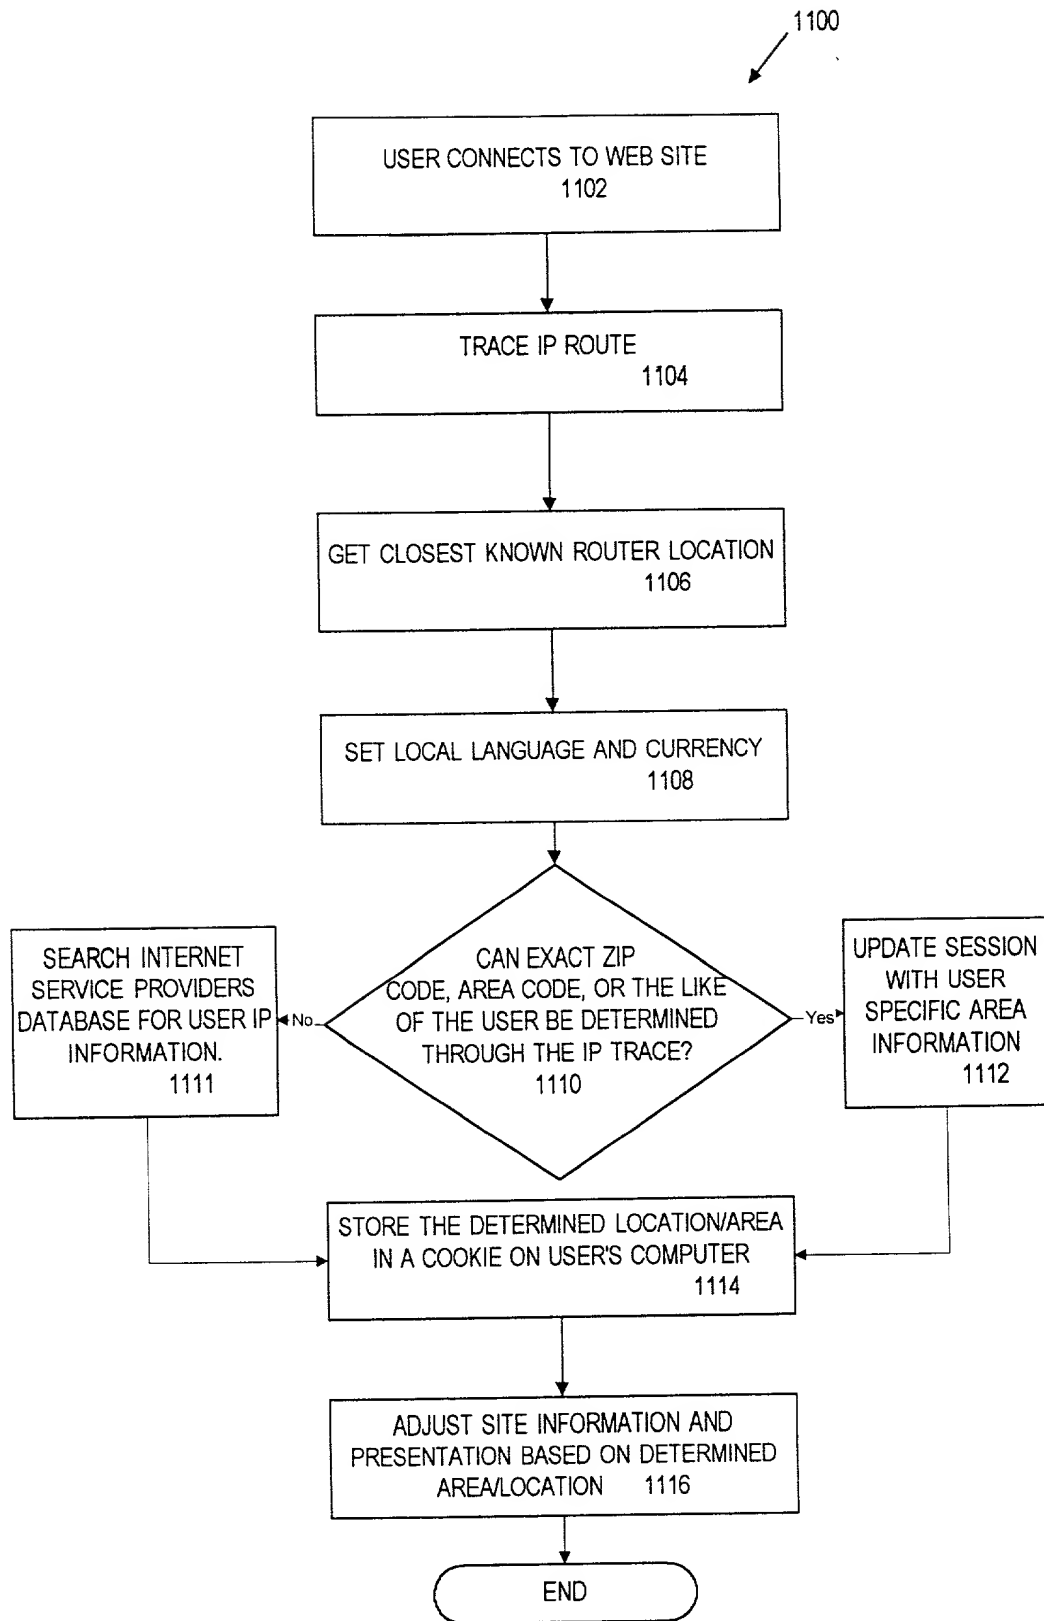 1100
USER CONNECTS TO WEB SITE
1102
TRACE IP ROUTE
1104
GET CLOSEST KNOWN ROUTER LOCATION
1106
SET LOCAL LANGUAGE AND CURRENCY
1108
SEARCH INTERNET
SERVICE PROVIDERS
DATABASE FOR USER IP
INFORMATION.
1111
No
CAN EXACT ZIP
CODE, AREA CODE, OR THE LIKE
OF THE USER BE DETERMINED
THROUGH THE IP TRACE?
1110
Yes
UPDATE SESSION
WITH USER
SPECIFIC AREA
INFORMATION
1112
STORE THE DETERMINED LOCATION/AREA
IN A COOKIE ON USER'S COMPUTER
1114
ADJUST SITE INFORMATION AND
PRESENTATION BASED ON DETERMINED
AREA/LOCATION 1116
END